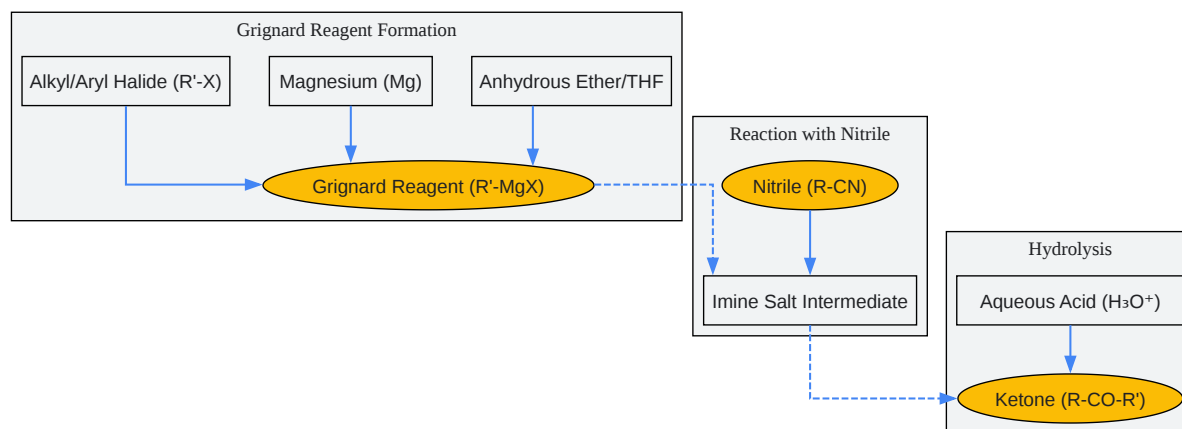 Grignard Reagent Formation
Alkyl/Aryl Halide (R'-X)
Magnesium (Mg)
Anhydrous Ether/THF
Grignard Reagent (R'-MgX)
Reaction with Nitrile
Nitrile (R-CN)
Imine Salt Intermediate
Hydrolysis
Aqueous Acid (H₃O⁺)
Ketone (R-CO-R')